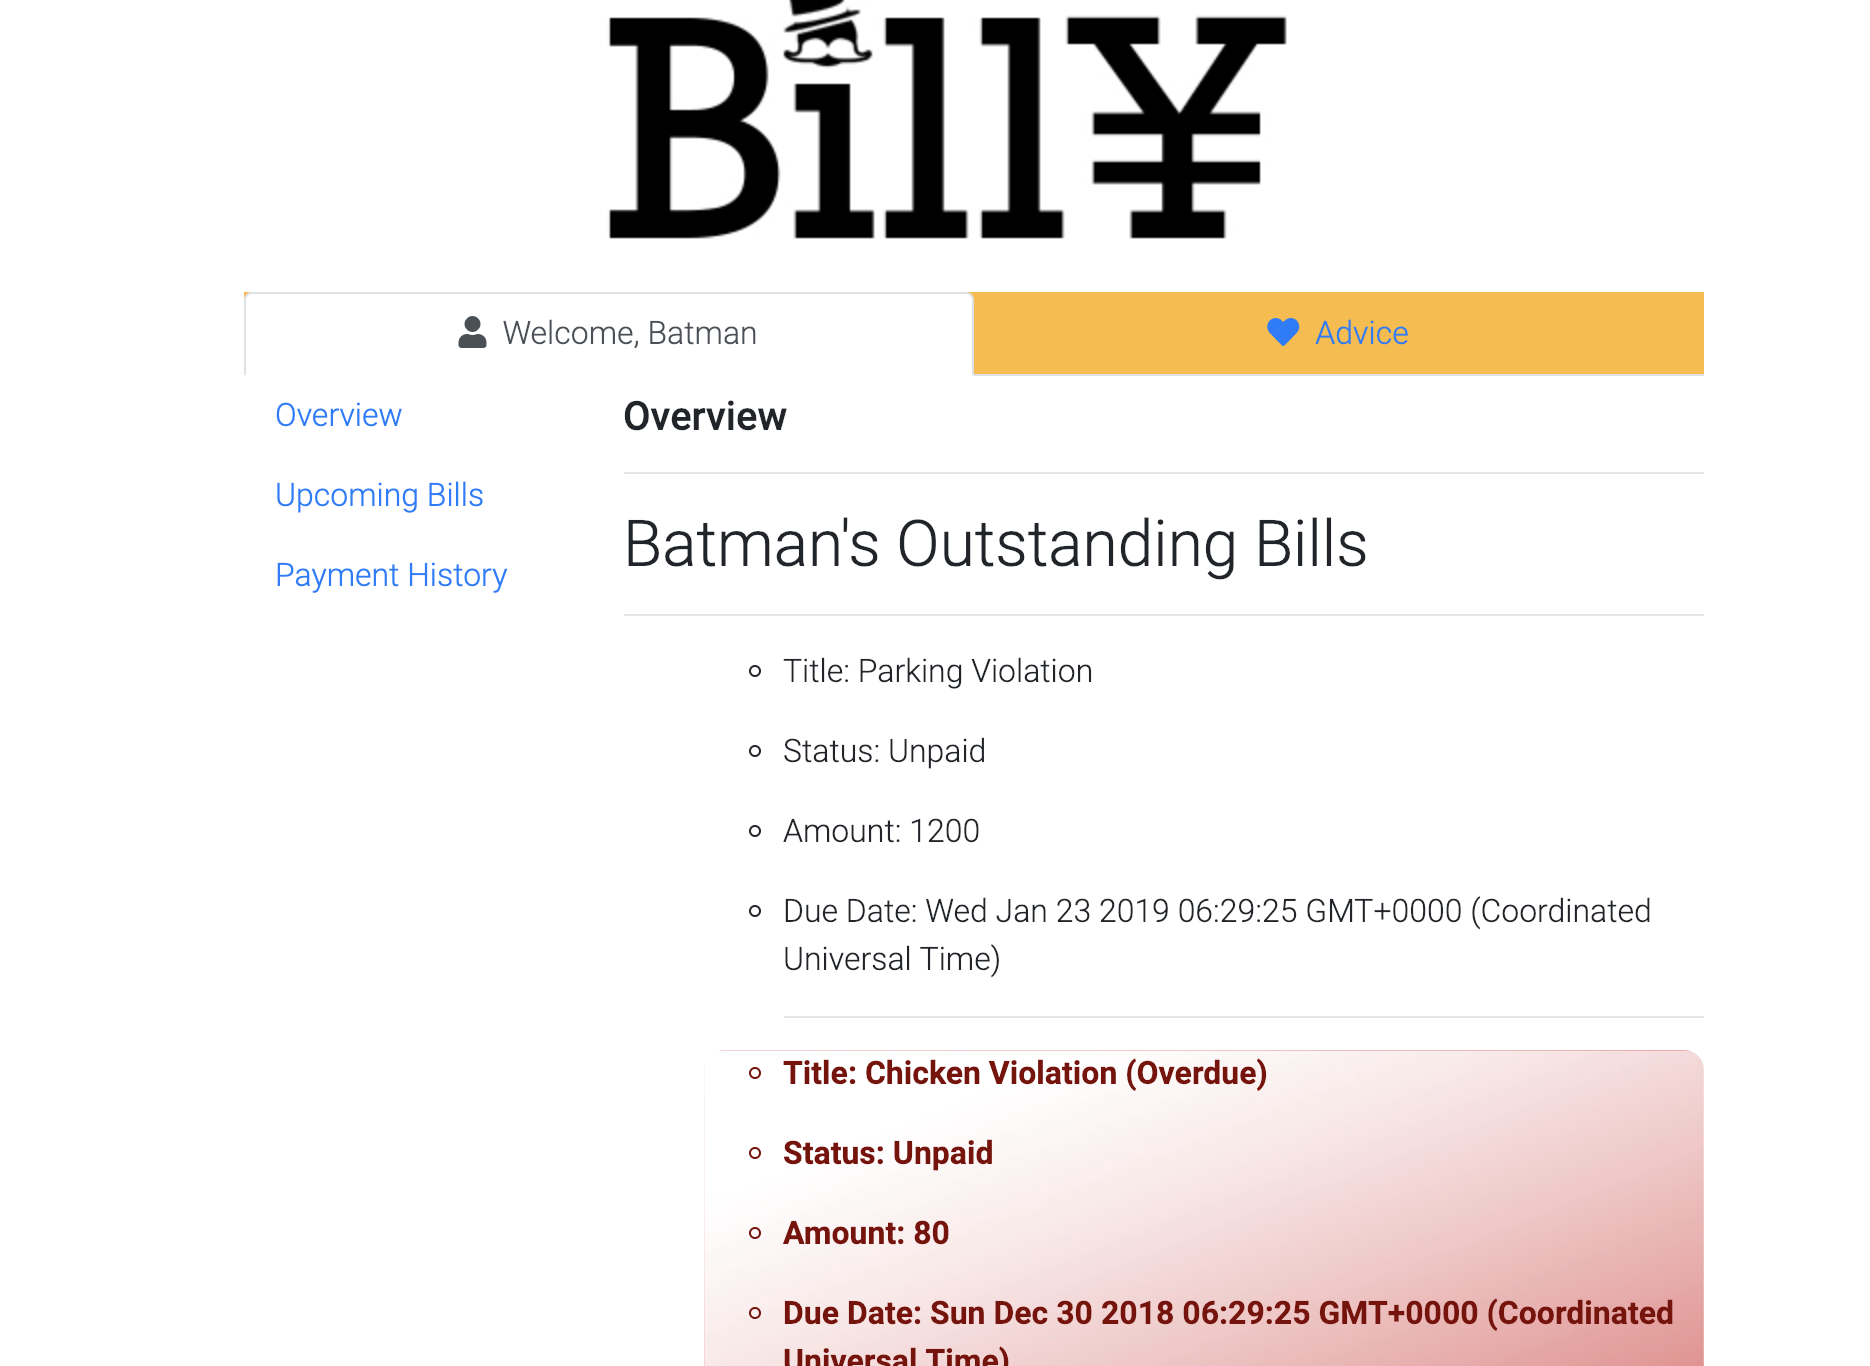 Bill¥
Welcome, Batman
Advice
Overview
Upcoming Bills
Payment History
Overview
Batman's Outstanding Bills
Title: Parking Violation
Status: Unpaid
Amount: 1200
Due Date: Wed Jan 23 2019 06:29:25 GMT+0000 (Coordinated
Universal Time)
Title: Chicken Violation (Overdue)
Status: Unpaid
Amount: 80
Due Date: Sun Dec 30 2018 06:29:25 GMT+0000 (Coordinated
Universal Time)